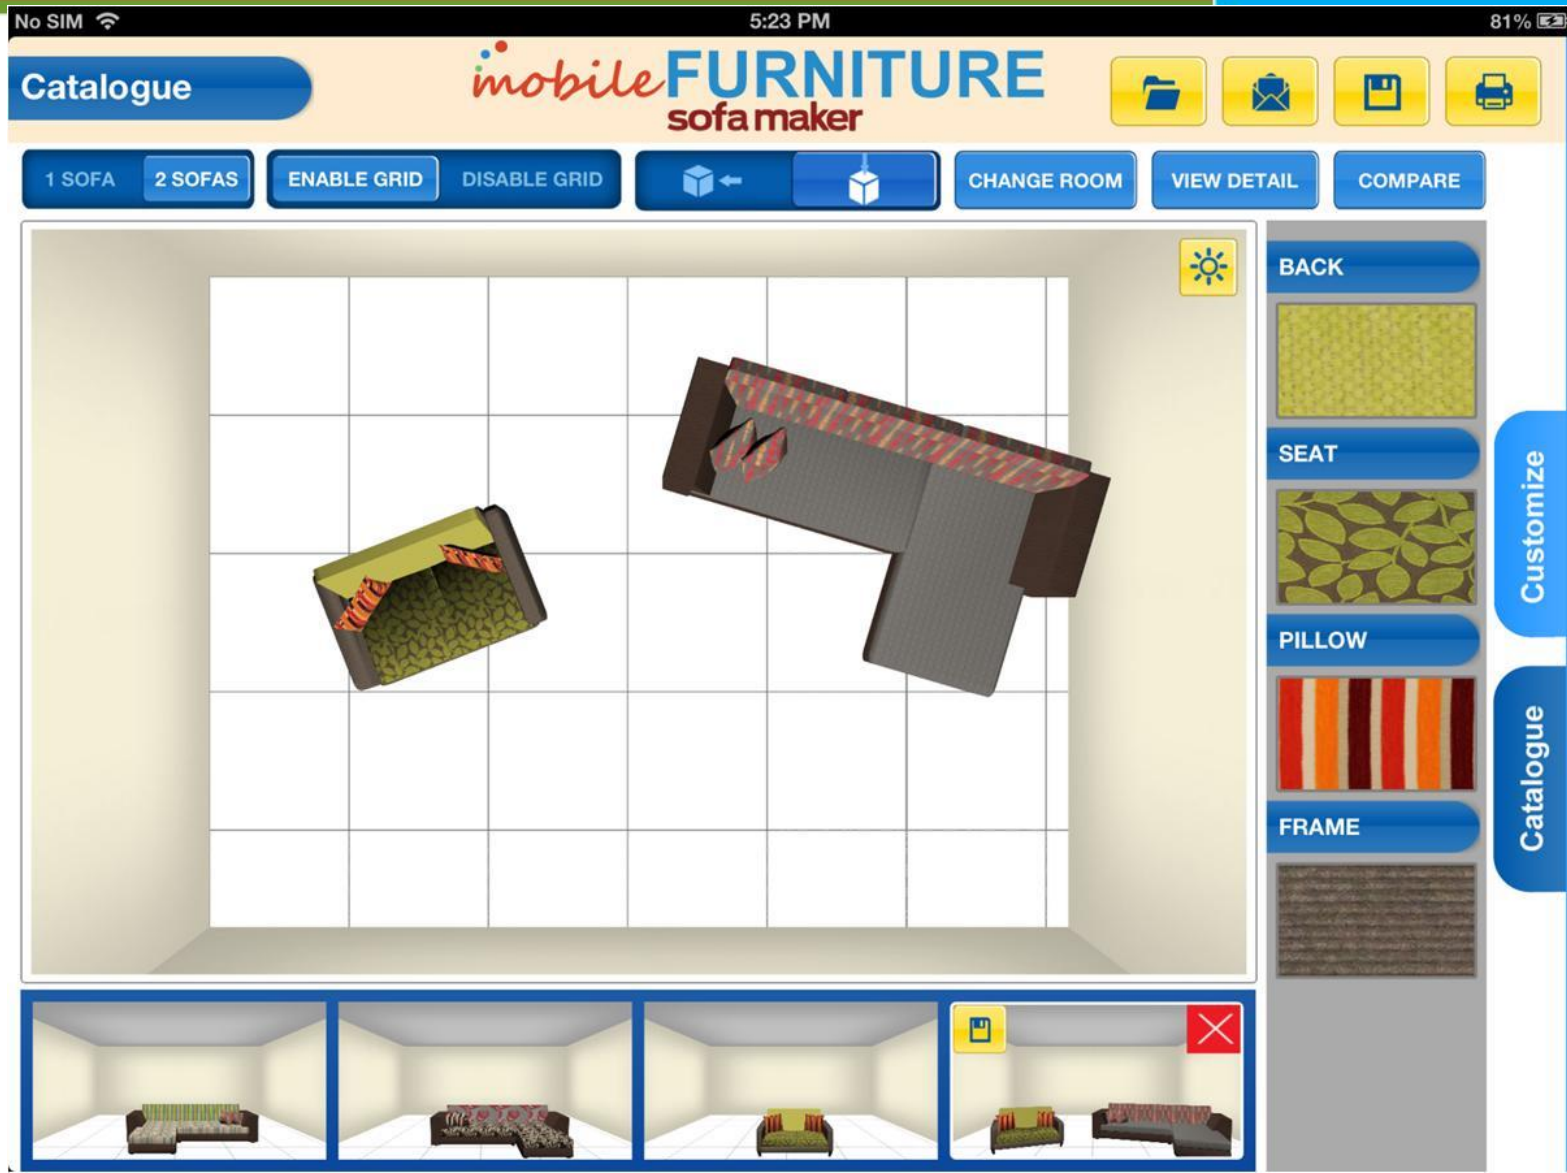 No SIM 5:23 PM 81%
Catalogue
mobile FURNITURE
sofa maker
1 SOFA 2 SOFAS ENABLE GRID DISABLE GRID CHANGE ROOM VIEW DETAIL COMPARE
BACK
SEAT
PILLOW
FRAME
Customize
Catalogue